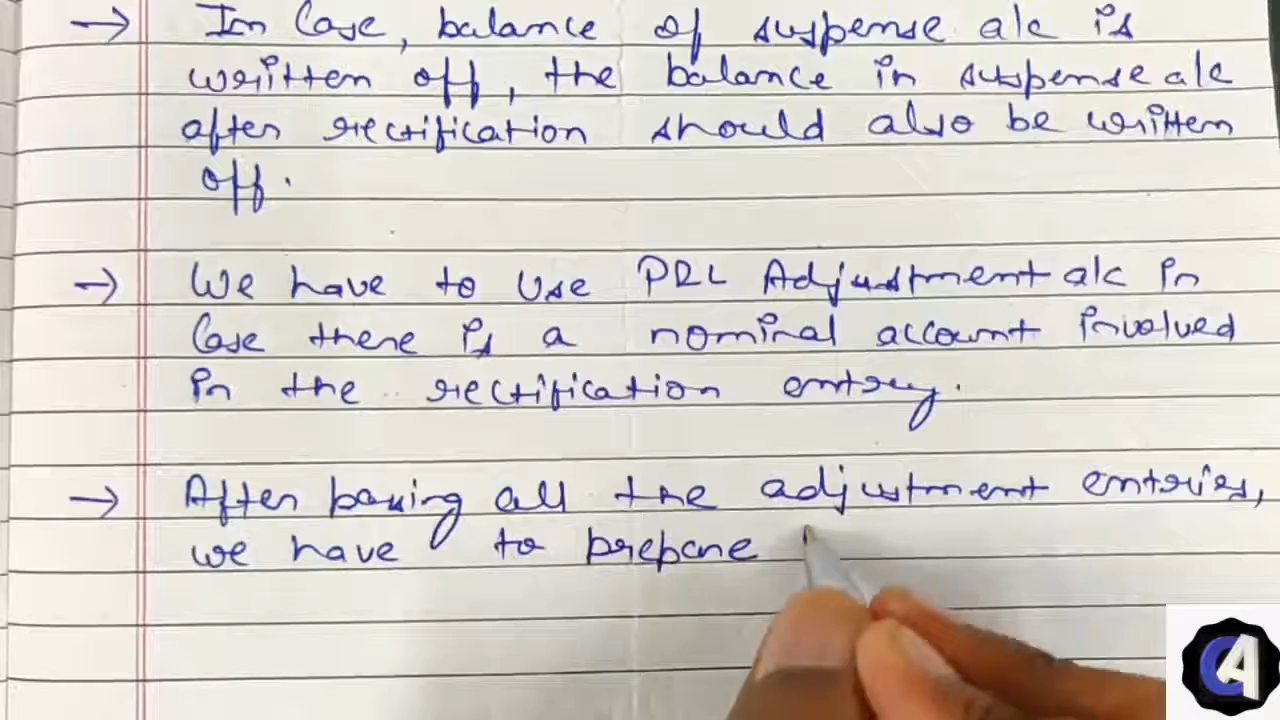 → In Case, balance of suspense a/c is
written off, the balance in suspense a/c
after rectification should also be written
off.
→ We have to use P&L Adjustment a/c in
Case there is a nominal account involved
in the rectification entry.
→ After passing all the adjustment entries,
we have to prepare
CA